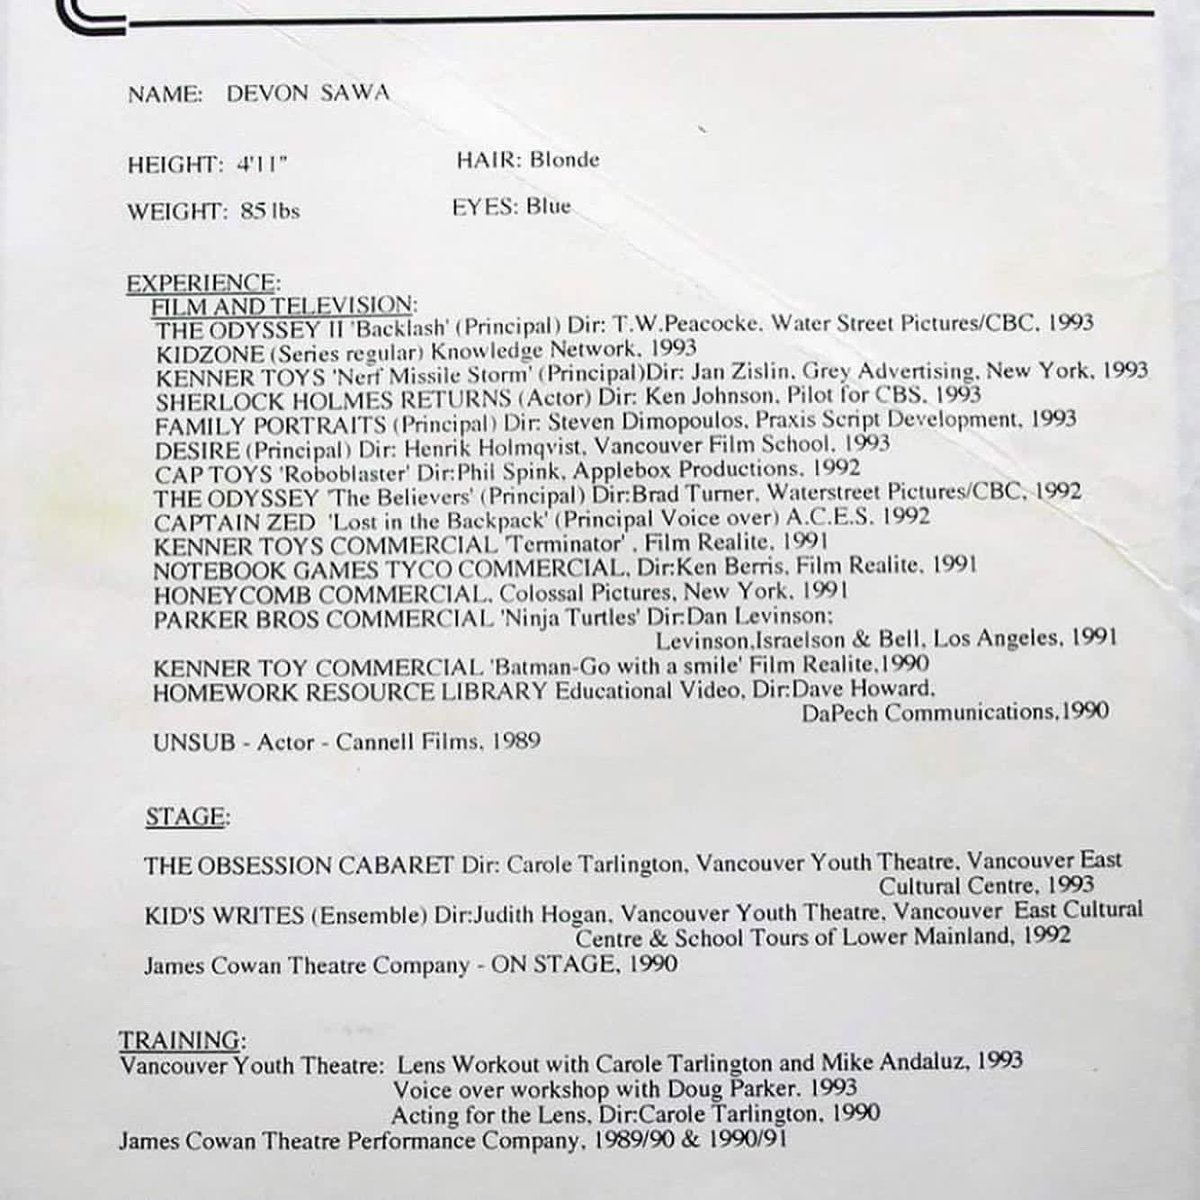 NAME: DEVON SAWA
HEIGHT: 4'11" HAIR: Blonde
WEIGHT: 85 lbs EYES: Blue
EXPERIENCE:
FILM AND TELEVISION:
THE ODYSSEY II 'Backlash' (Principal) Dir: T.W.Peacocke, Water Street Pictures/CBC, 1993
KIDZONE (Series regular) Knowledge Network, 1993
KENNER TOYS 'Nerf Missile Storm' (Principal)Dir: Jan Zislin, Grey Advertising, New York, 1993
SHERLOCK HOLMES RETURNS (Actor) Dir: Ken Johnson, Pilot for CBS, 1993
FAMILY PORTRAITS (Principal) Dir: Steven Dimopoulos, Praxis Script Development, 1993
DESIRE (Principal) Dir: Henrik Holmqvist, Vancouver Film School, 1993
CAP TOYS 'Roboblaster' Dir:Phil Spink, Applebox Productions, 1992
THE ODYSSEY 'The Believers' (Principal) Dir:Brad Turner, Waterstreet Pictures/CBC, 1992
CAPTAIN ZED 'Lost in the Backpack' (Principal Voice over) A.C.E.S. 1992
KENNER TOYS COMMERCIAL 'Terminator' , Film Realite, 1991
NOTEBOOK GAMES TYCO COMMERCIAL, Dir:Ken Berris, Film Realite, 1991
HONEYCOMB COMMERCIAL, Colossal Pictures, New York, 1991
PARKER BROS COMMERCIAL 'Ninja Turtles' Dir:Dan Levinson;
Levinson,Israelson & Bell, Los Angeles, 1991
KENNER TOY COMMERCIAL 'Batman-Go with a smile' Film Realite,1990
HOMEWORK RESOURCE LIBRARY Educational Video, Dir:Dave Howard,
DaPech Communications,1990
UNSUB - Actor - Cannell Films, 1989
STAGE:
THE OBSESSION CABARET Dir: Carole Tarlington, Vancouver Youth Theatre, Vancouver East
Cultural Centre, 1993
KID'S WRITES (Ensemble) Dir:Judith Hogan, Vancouver Youth Theatre, Vancouver East Cultural
Centre & School Tours of Lower Mainland, 1992
James Cowan Theatre Company - ON STAGE, 1990
TRAINING:
Vancouver Youth Theatre: Lens Workout with Carole Tarlington and Mike Andaluz, 1993
Voice over workshop with Doug Parker, 1993
Acting for the Lens, Dir:Carole Tarlington, 1990
James Cowan Theatre Performance Company, 1989/90 & 1990/91